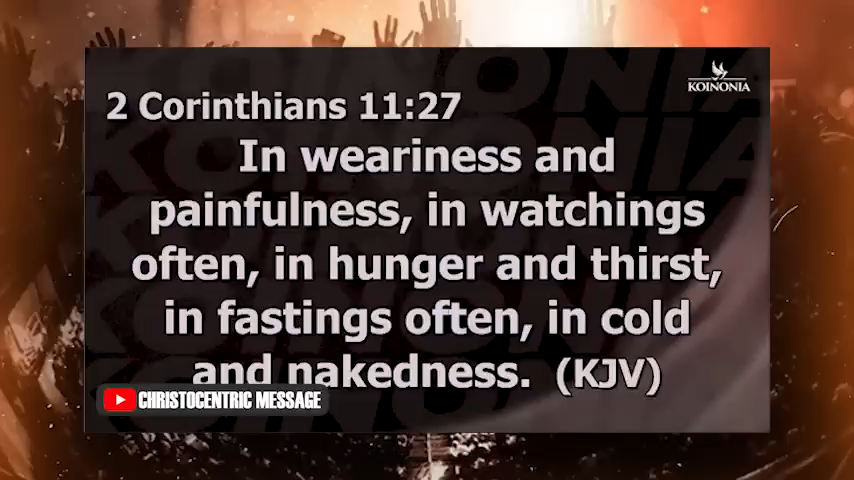 KOINONIA
2 Corinthians 11:27
In weariness and
painfulness, in watchings
often, in hunger and thirst,
in fastings often, in cold
and nakedness. (KJV)
CHRISTOCENTRIC MESSAGE